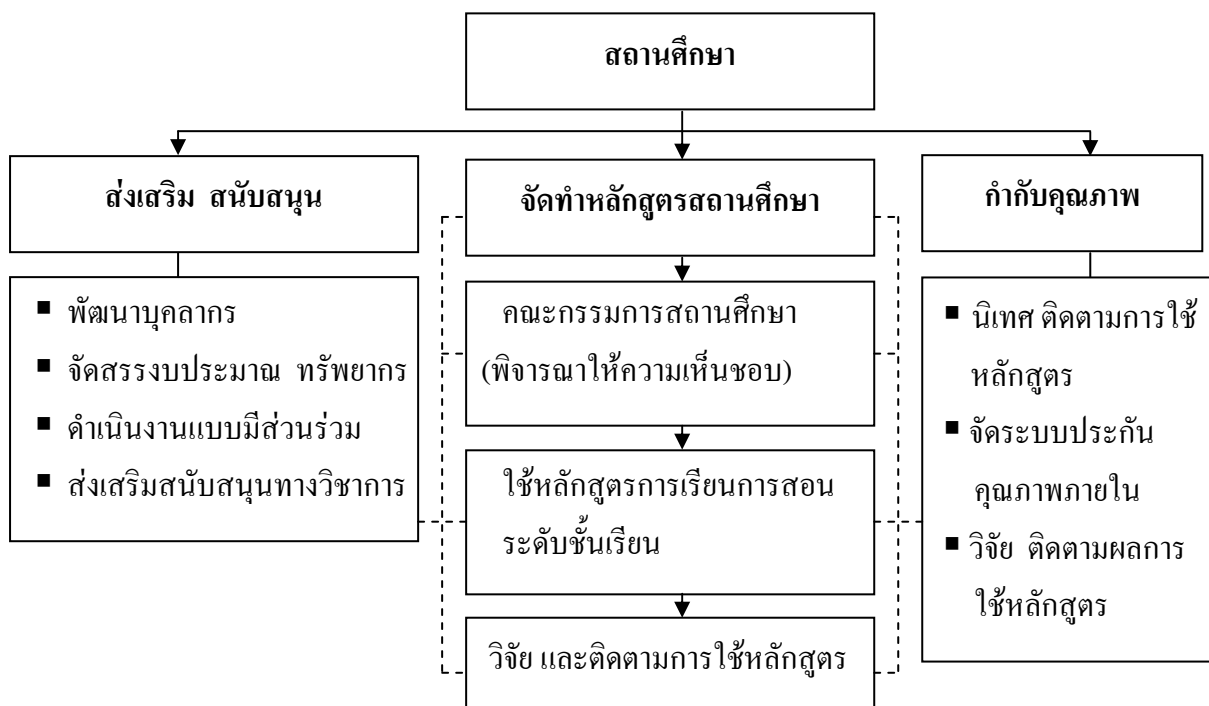 สถานศึกษา
ส่งเสริม สนับสนุน
■ พัฒนาบุคลากร
■ จัดสรรงบประมาณ ทรัพยากร
■ ดำเนินงานแบบมีส่วนร่วม
■ ส่งเสริมสนับสนุนทางวิชาการ
จัดทำหลักสูตรสถานศึกษา
คณะกรรมการสถานศึกษา
(พิจารณาให้ความเห็นชอบ)
ใช้หลักสูตรการเรียนการสอน
ระดับชั้นเรียน
วิจัย และติดตามการใช้หลักสูตร
กำกับคุณภาพ
■ นิเทศ ติดตามการใช้
หลักสูตร
■ จัดระบบประกัน
คุณภาพภายใน
■ วิจัย ติดตามผลการ
ใช้หลักสูตร